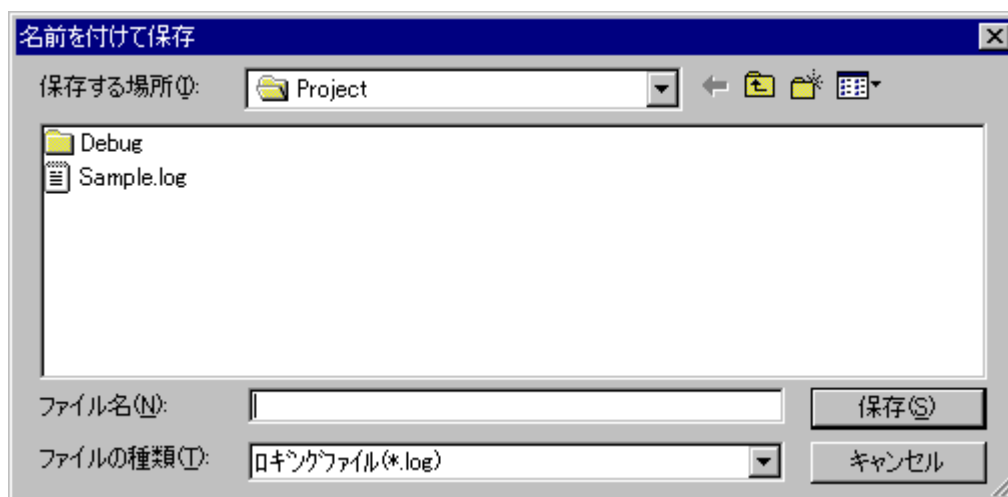 名前を付けて保存
保存する場所(I): Project
Debug
Sample.log
ファイル名(N): 保存(S)
ファイルの種類(T): ﾛｷﾞﾝｸﾞﾌｧｲﾙ(*.log) キャンセル